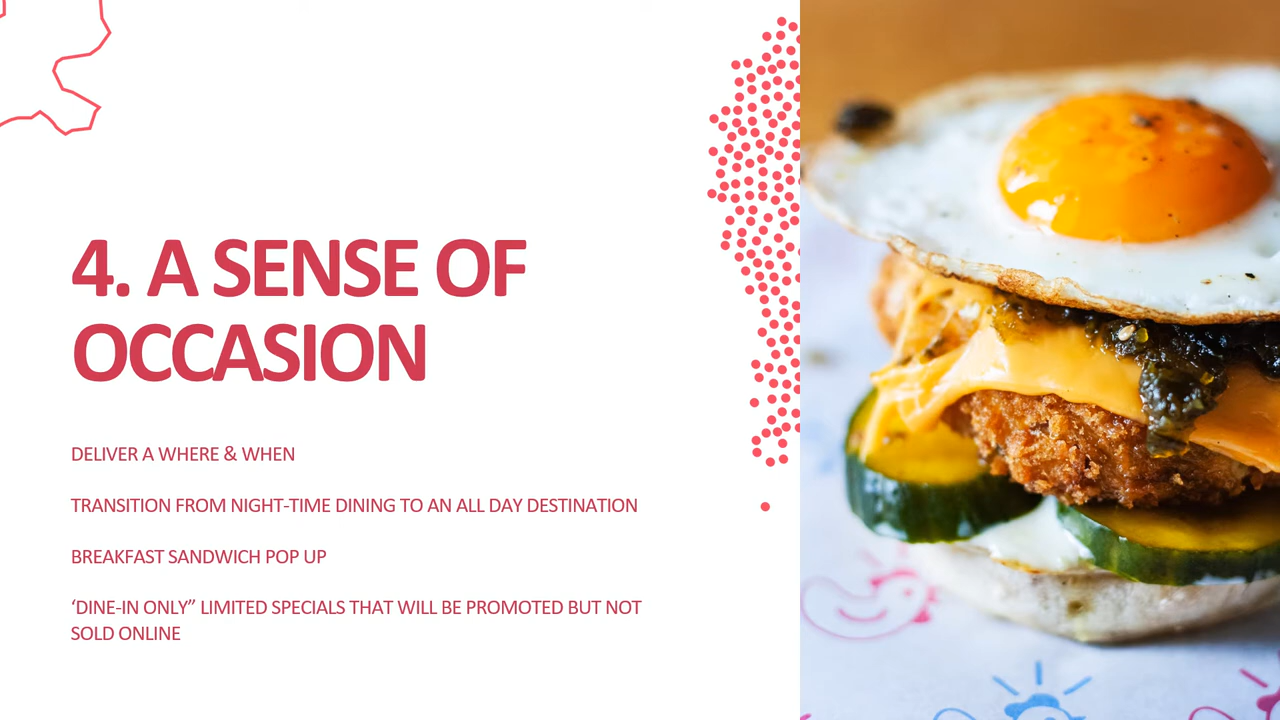 4. A SENSE OF
OCCASION
DELIVER A WHERE & WHEN
TRANSITION FROM NIGHT-TIME DINING TO AN ALL DAY DESTINATION
BREAKFAST SANDWICH POP UP
‘DINE-IN ONLY” LIMITED SPECIALS THAT WILL BE PROMOTED BUT NOT
SOLD ONLINE